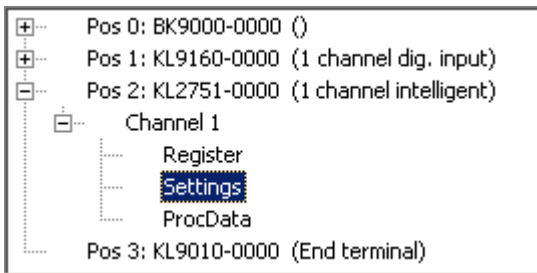 Pos 0: BK9000-0000 ()
Pos 1: KL9160-0000 (1 channel dig. input)
Pos 2: KL2751-0000 (1 channel intelligent)
Channel 1
Register
Settings
ProcData
Pos 3: KL9010-0000 (End terminal)